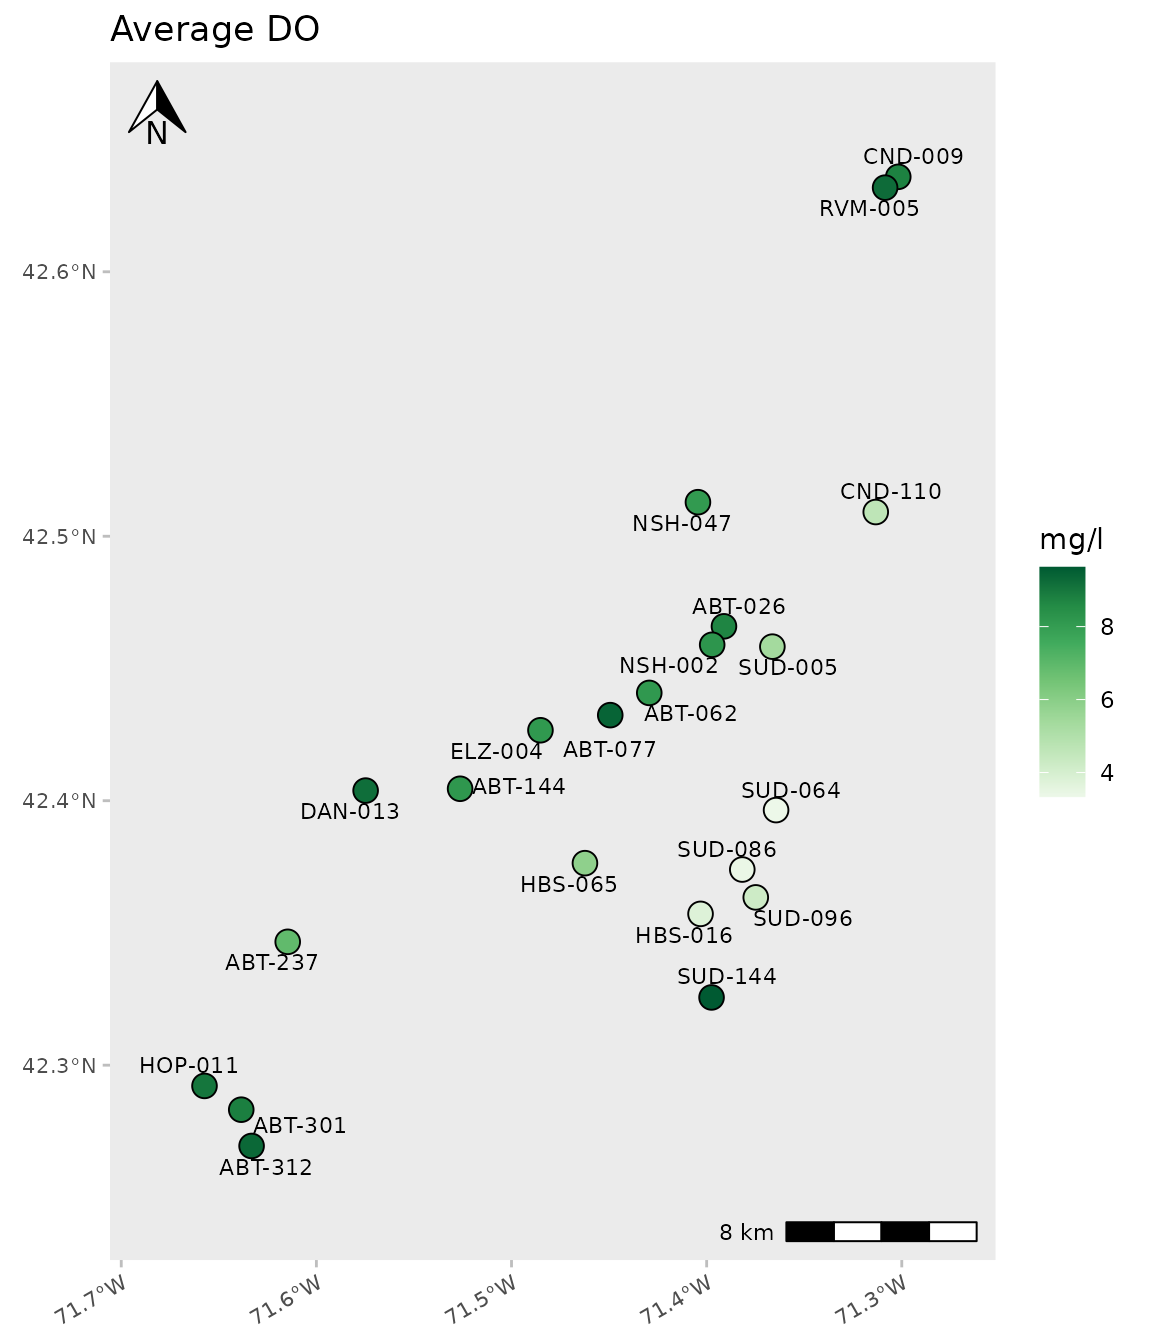 Average DO
N
CND-009
RVM-005
42.6°N
CND-110
NSH-047
42.5°N
mg/l
ABT-026
8
NSH-002
SUD-005
6
ABT-062
ELZ-004
ABT-077
4
ABT-144
SUD-064
42.4°N
DAN-013
SUD-086
HBS-065
SUD-096
HBS-016
ABT-237
SUD-144
HOP-011
42.3°N
ABT-301
ABT-312
8 km
71.7°W
71.6°W
71.5°W
71.4°W
71.3°W